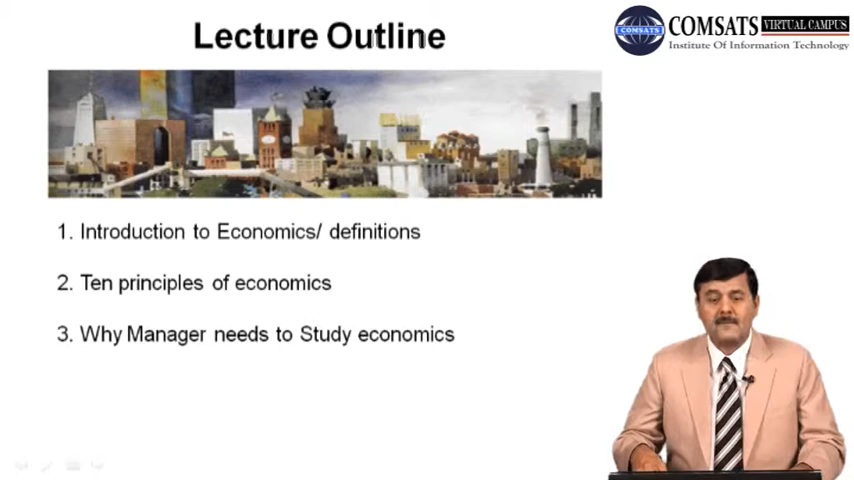 Lecture Outline
COMSATS VIRTUAL CAMPUS
COMSATS
Institute Of Information Technology
1. Introduction to Economics/ definitions
2. Ten principles of economics
3. Why Manager needs to Study economics